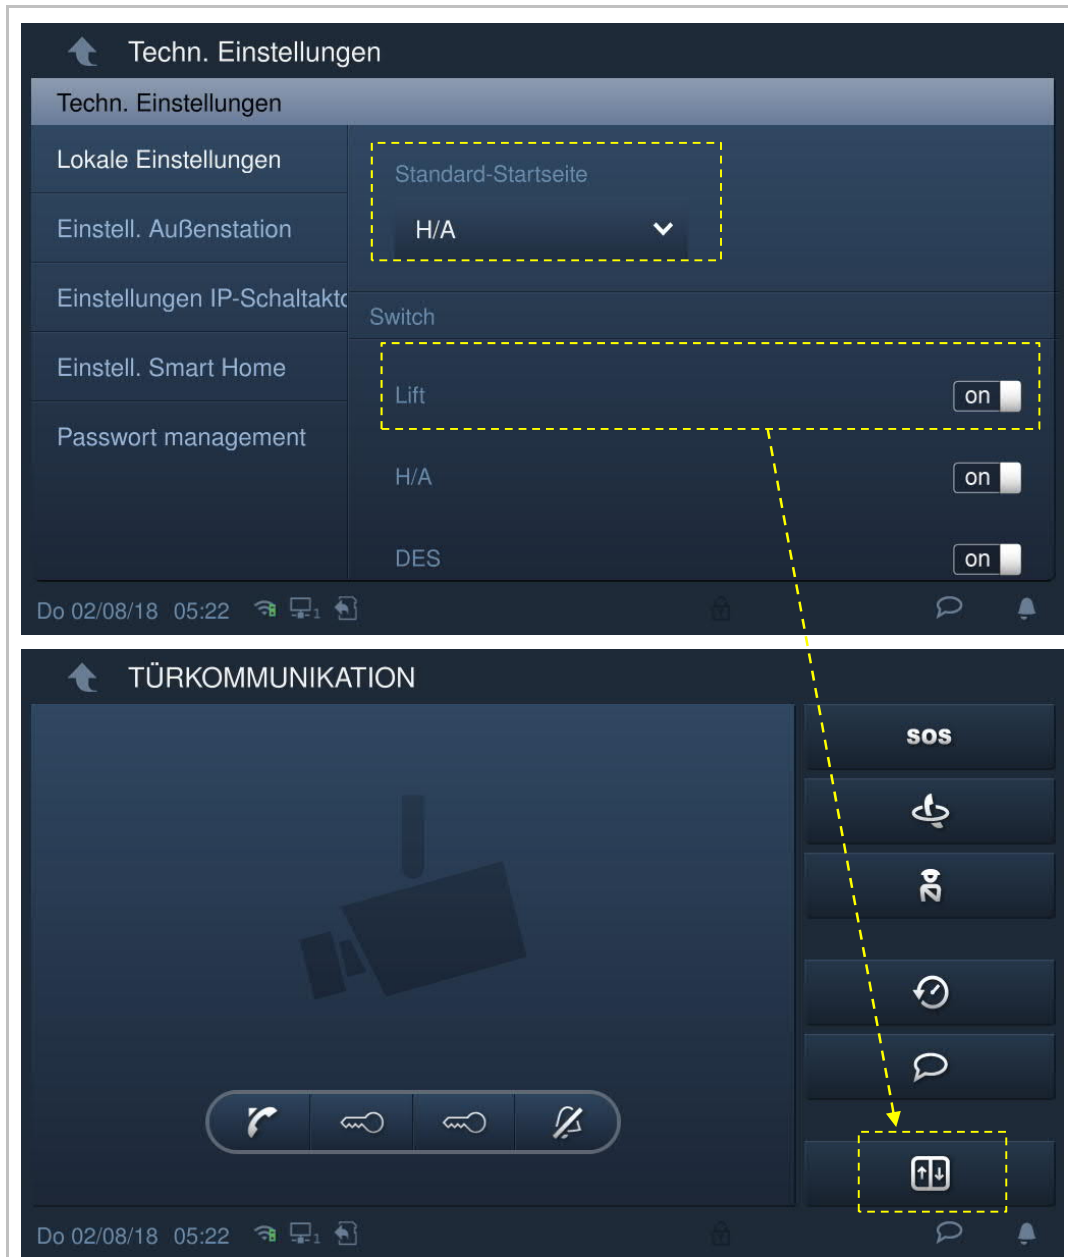 Techn. Einstellungen
Techn. Einstellungen
Lokale Einstellungen
Einstell. Außenstation
Einstellungen IP-Schaltakto
Einstell. Smart Home
Passwort management
Standard-Startseite
H/A
Switch
Lift on
H/A on
DES on
Do 02/08/18 05:22 1
TÜRKOMMUNIKATION
SOS
Do 02/08/18 05:22 1